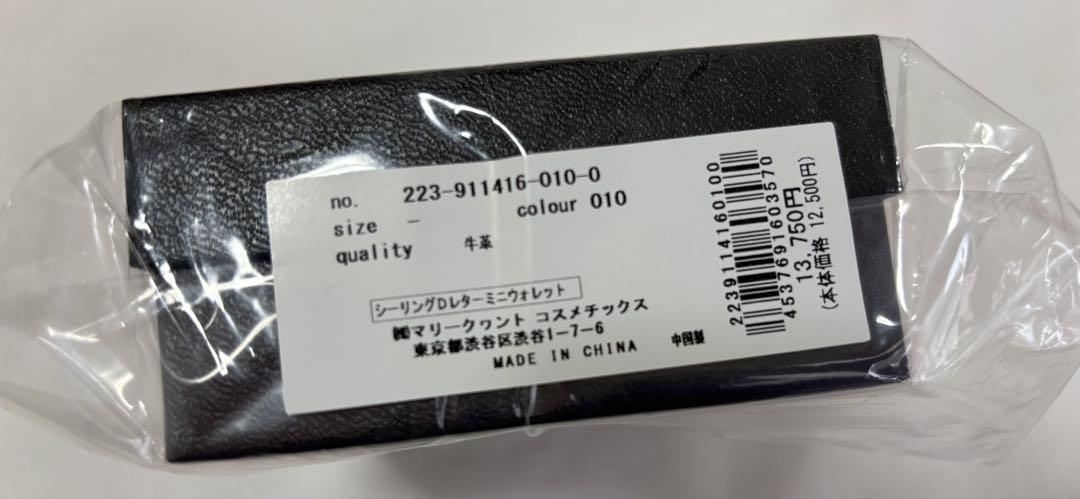 no. 223-911416-010-0
size － colour 010
quality 牛革
シーリングDレターミニウォレット
㈱マリークヮント コスメチックス
東京都渋谷区渋谷1-7-6
MADE IN CHINA 中国製
2239114160100
4537691603570
13,750円
(本体価格 12,500円)